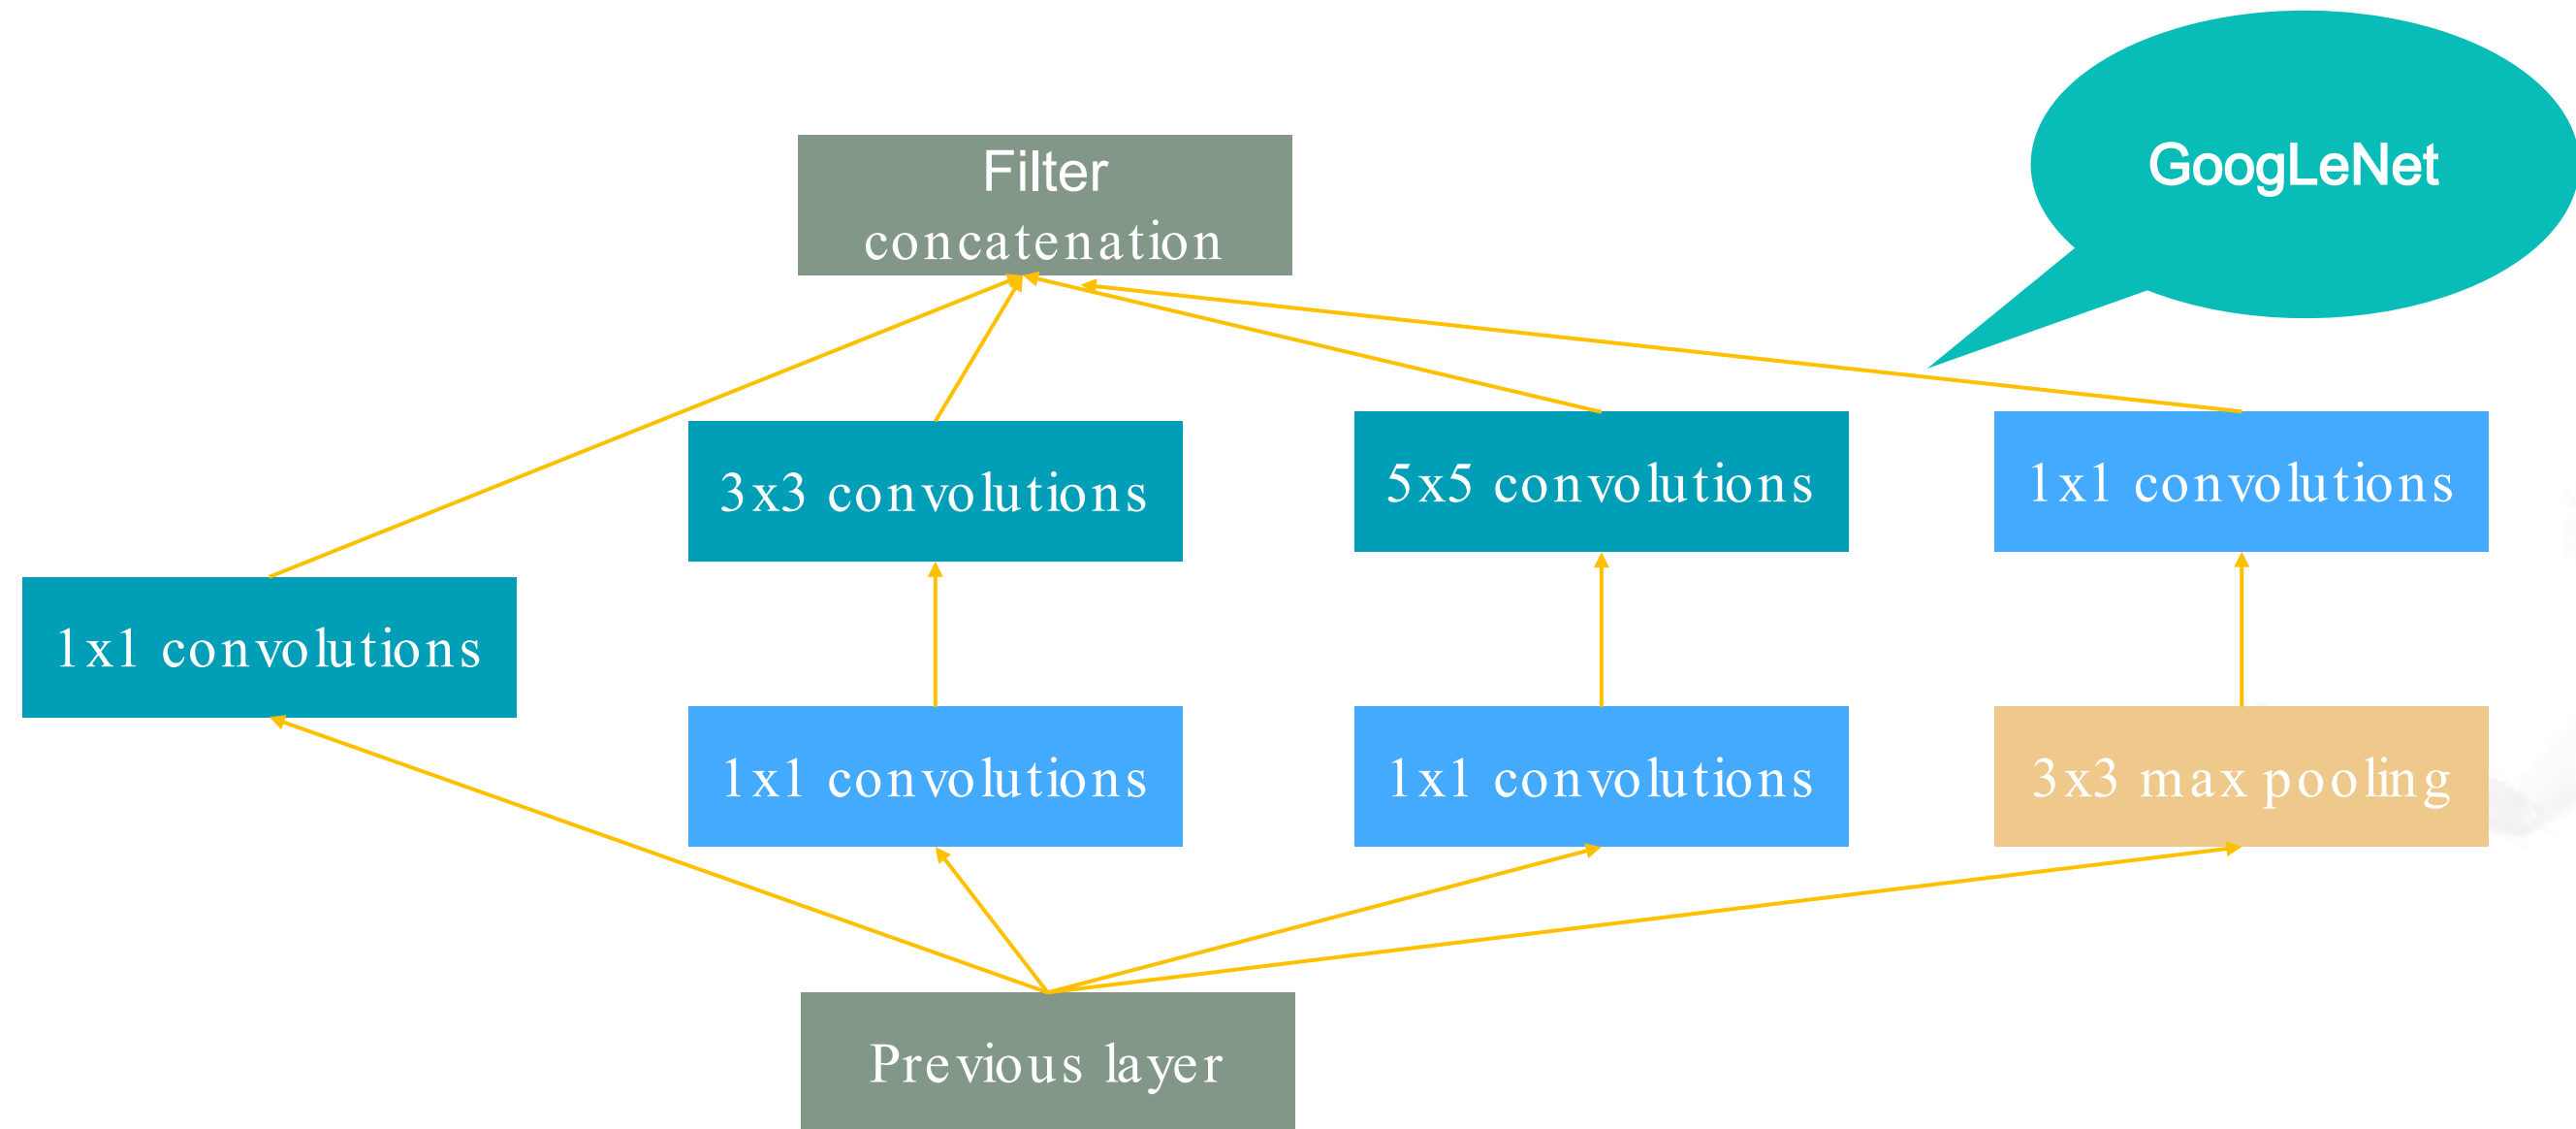 GoogLeNet
Filter
concatenation
3x3 convolutions
5x5 convolutions
1x1 convolutions
1x1 convolutions
1x1 convolutions
1x1 convolutions
3x3 max pooling
Previous layer